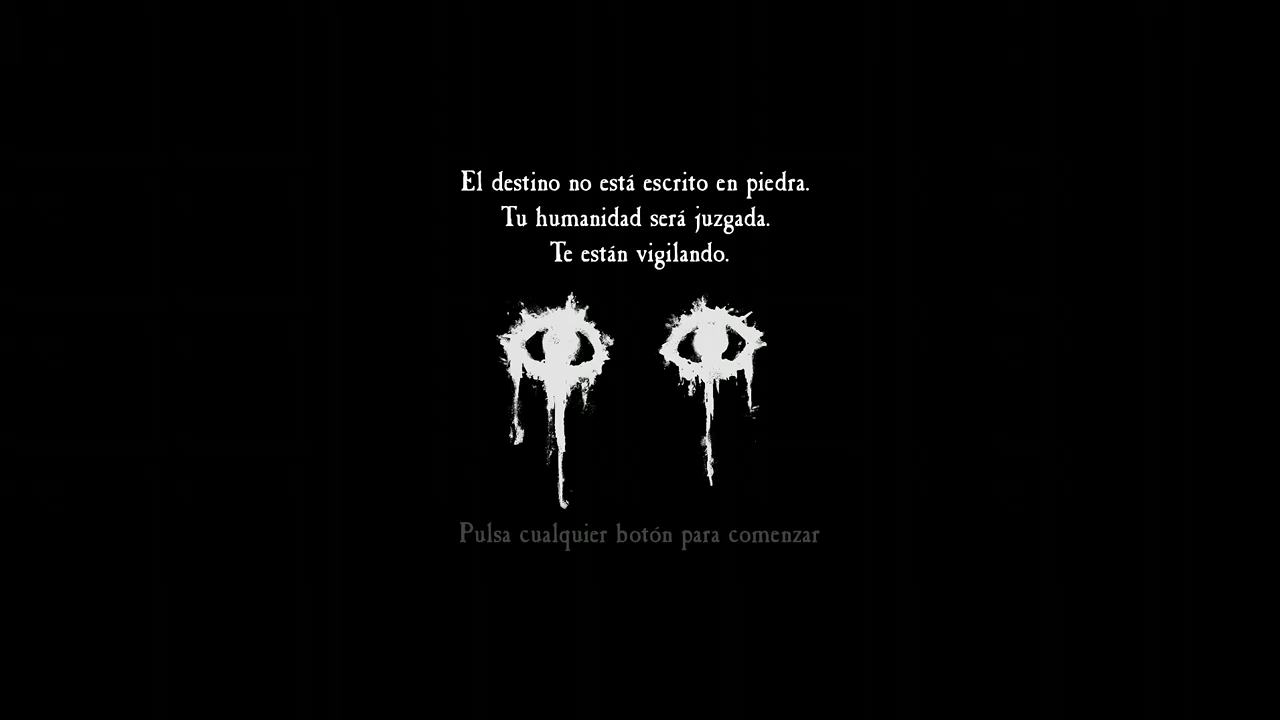 El destino no está escrito en piedra.
Tu humanidad será juzgada.
Te están vigilando.
Pulsa cualquier botón para comenzar